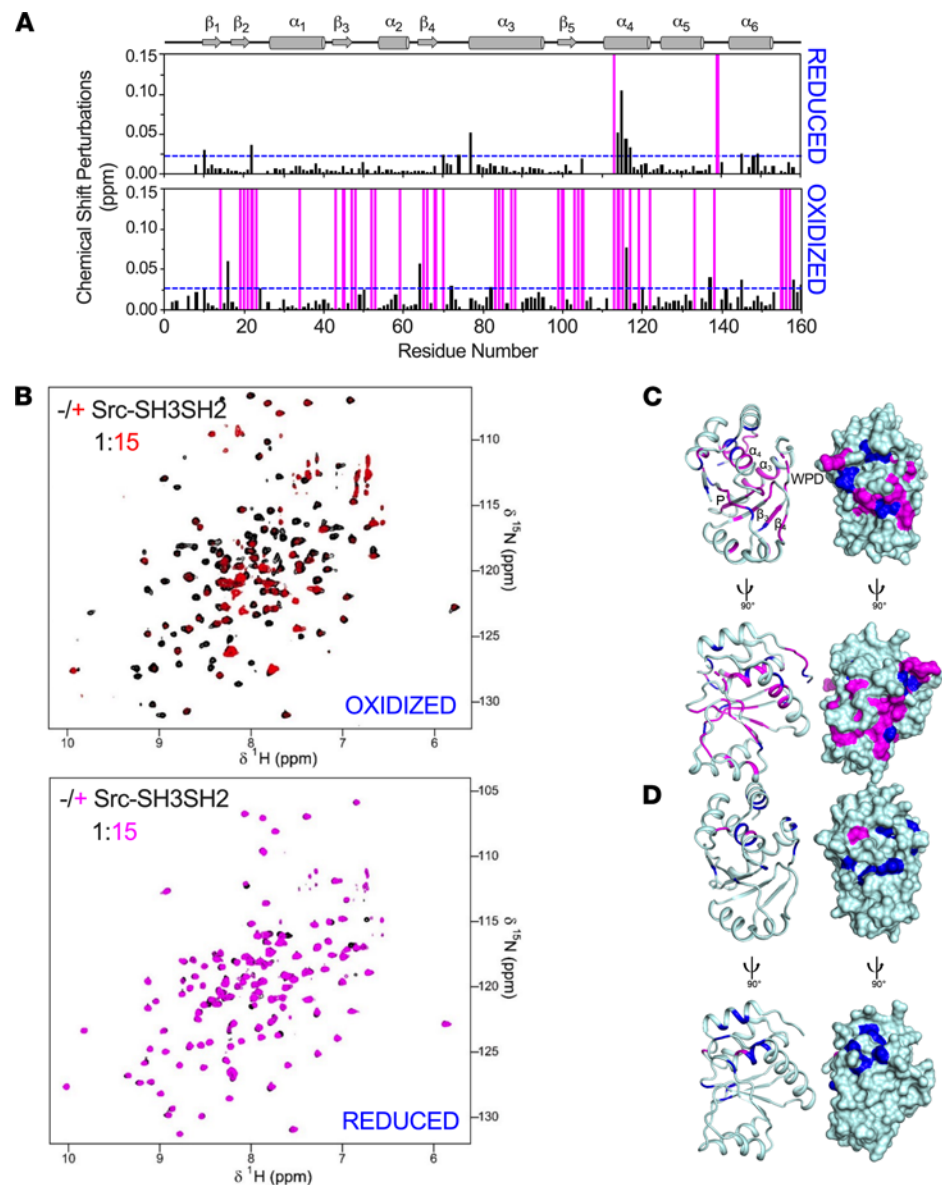 A
β1 β2 α1 β3 α2 β4 α3 β5 α4 α5 α6
Chemical Shift Perturbations
(ppm)
0.15
0.10
0.05
0.00
REDUCED
0.15
0.10
0.05
0.00
OXIDIZED
0 20 40 60 80 100 120 140 160
Residue Number
B
-/+ Src-SH3SH2
1:15
110
115
120
125
130
δ 15N (ppm)
OXIDIZED
10 9 8 7 6
δ 1H (ppm)
-/+ Src-SH3SH2
1:15
105
110
115
120
125
130
δ 15N (ppm)
REDUCED
10 9 8 7 6
δ 1H (ppm)
C
α4
α3
WPD
P
90° 90°
D
90° 90°